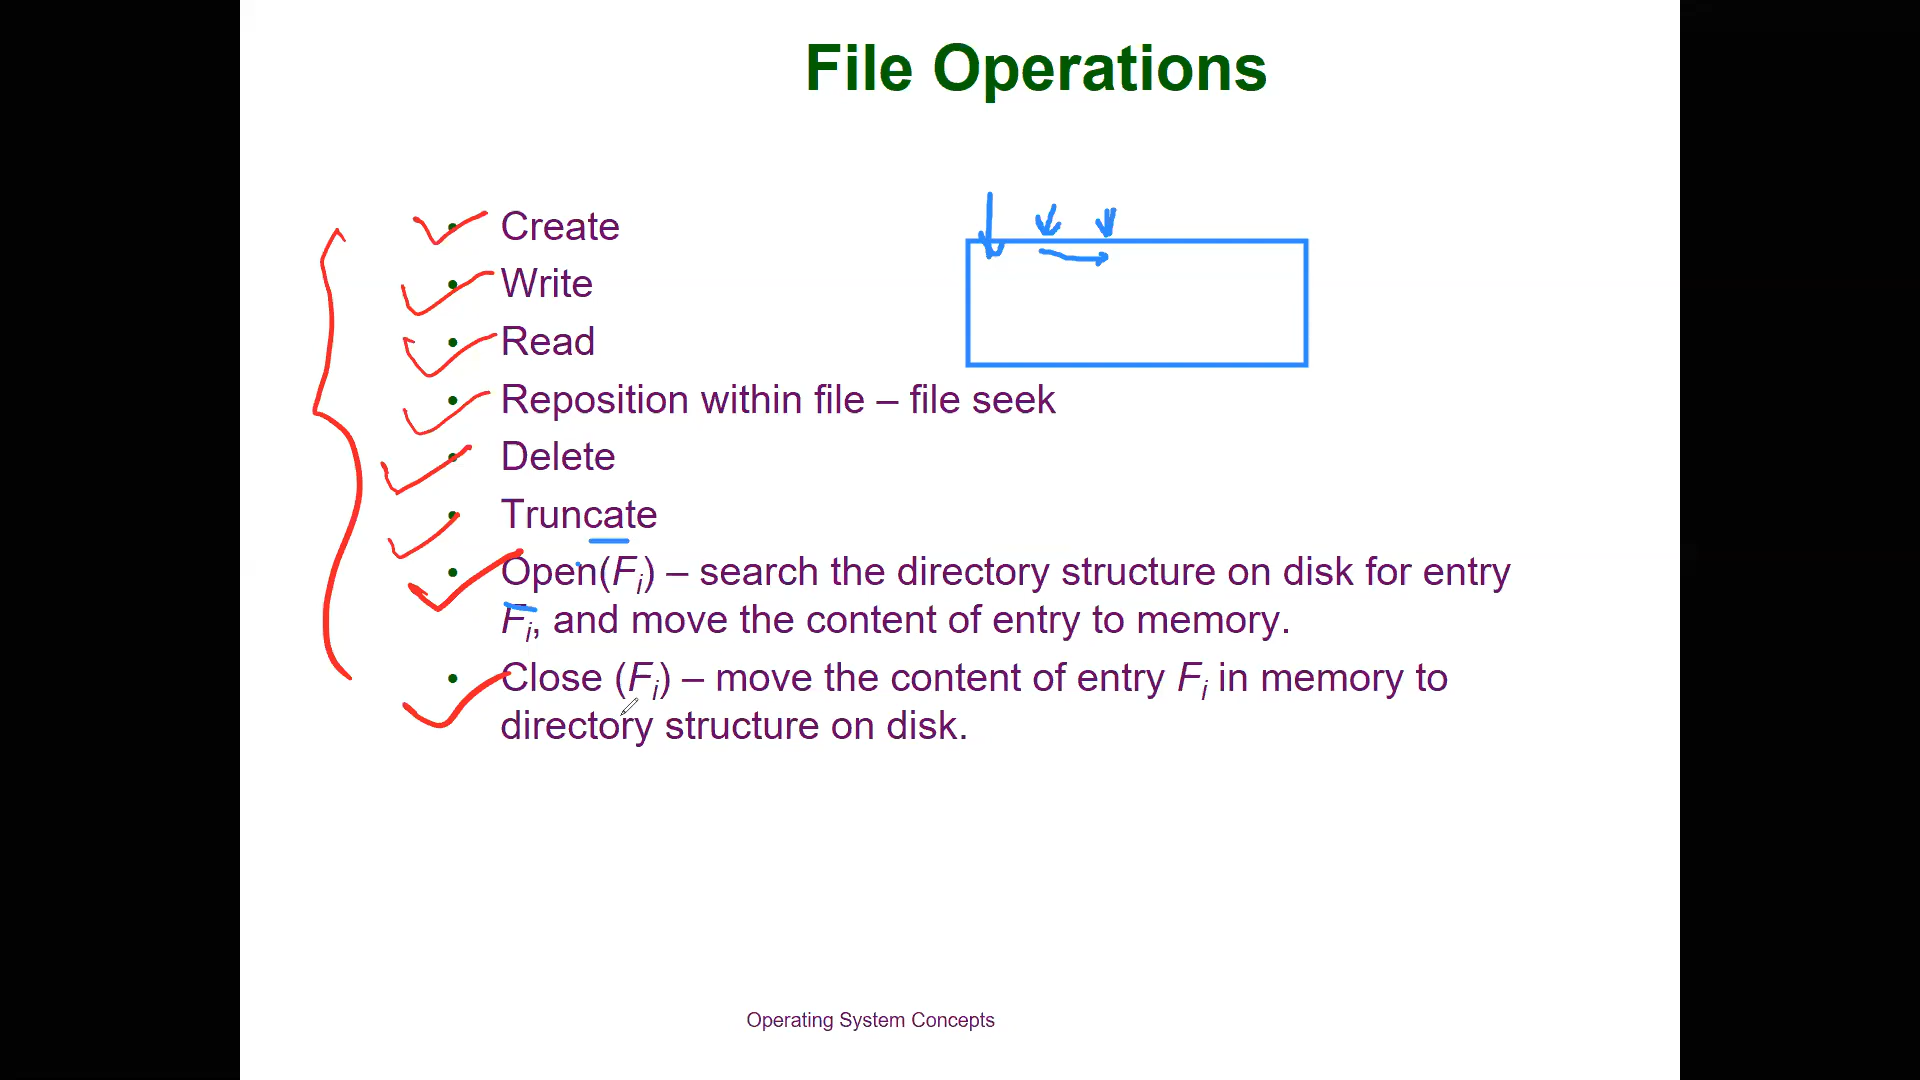 File Operations
• Create
• Write
• Read
• Reposition within file – file seek
• Delete
• Truncate
• Open(Fi) – search the directory structure on disk for entry
Fi, and move the content of entry to memory.
• Close (Fi) – move the content of entry Fi in memory to
directory structure on disk.
Operating System Concepts